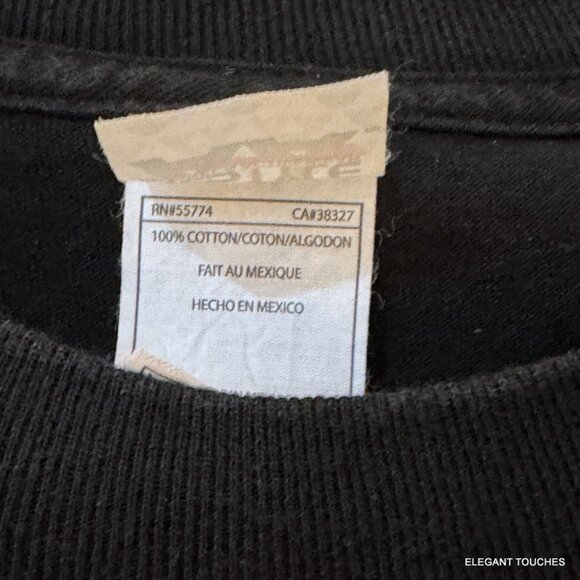 RN#55774 CA#38327
100% COTTON/COTON/ALGODON
FAIT AU MEXIQUE
HECHO EN MEXICO
ELEGANT TOUCHES